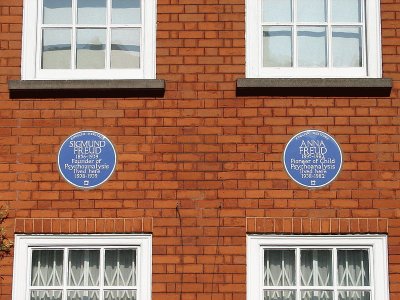 SIGMUND
FREUD
1856-1939
Founder of
Psychoanalysis
lived here
1938-1939
ANNA
FREUD
1895-1982
Pioneer of Child
Psychoanalysis
lived here
1938-1982